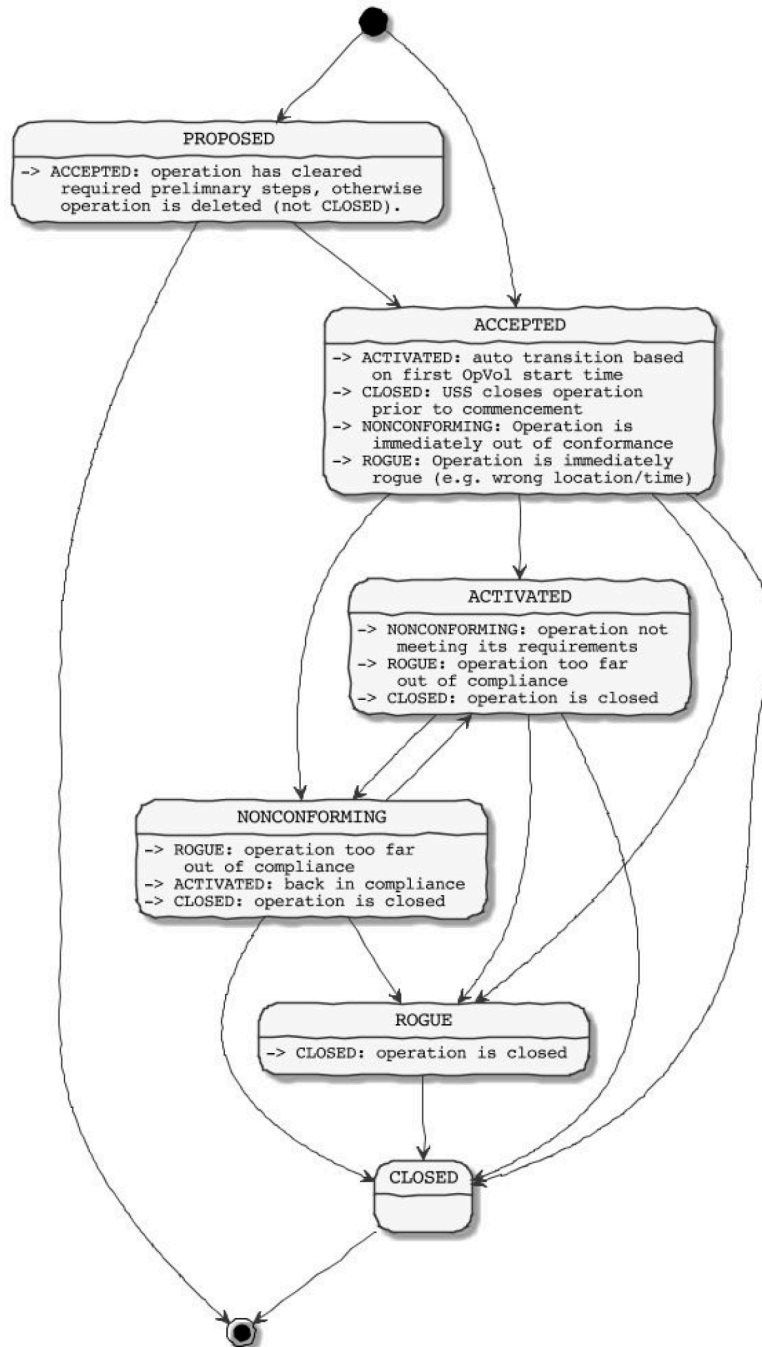 PROPOSED
-> ACCEPTED: operation has cleared
required prelimnary steps, otherwise
operation is deleted (not CLOSED).
ACCEPTED
-> ACTIVATED: auto transition based
on first OpVol start time
-> CLOSED: USS closes operation
prior to commencement
-> NONCONFORMING: Operation is
immediately out of conformance
-> ROGUE: Operation is immediately
rogue (e.g. wrong location/time)
ACTIVATED
-> NONCONFORMING: operation not
meeting its requirements
-> ROGUE: operation too far
out of compliance
-> CLOSED: operation is closed
NONCONFORMING
-> ROGUE: operation too far
out of compliance
-> ACTIVATED: back in compliance
-> CLOSED: operation is closed
ROGUE
-> CLOSED: operation is closed
CLOSED